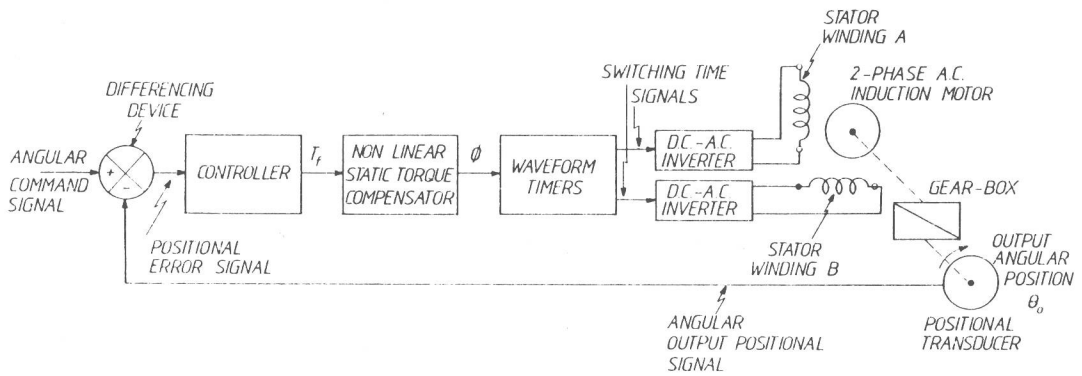 STATOR
WINDING A
2-PHASE A.C.
INDUCTION MOTOR
SWITCHING TIME
SIGNALS
DIFFERENCING
DEVICE
ANGULAR
COMMAND
SIGNAL
+
-
CONTROLLER
T_f
NON LINEAR
STATIC TORQUE
COMPENSATOR
Ø
WAVEFORM
TIMERS
D.C.-A.C.
INVERTER
D.C.-A.C.
INVERTER
GEAR-BOX
POSITIONAL
ERROR SIGNAL
STATOR
WINDING B
OUTPUT
ANGULAR
POSITION
θ_o
ANGULAR
OUTPUT POSITIONAL
SIGNAL
POSITIONAL
TRANSDUCER